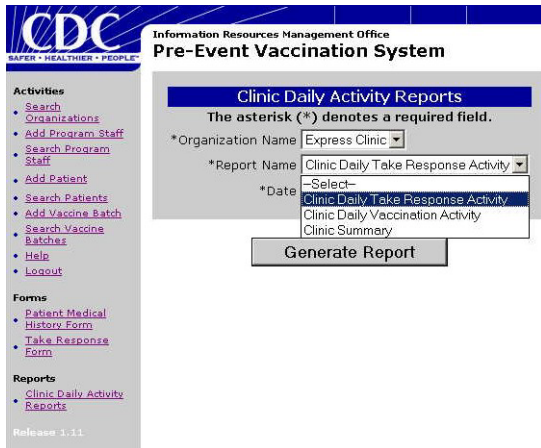 CDC
SAFER • HEALTHIER • PEOPLE™
Information Resources Management Office
Pre-Event Vaccination System
Activities
Search
Organizations
Add Program Staff
Search Program
Staff
Add Patient
Search Patients
Add Vaccine Batch
Search Vaccine
Batches
Help
Logout
Forms
Patient Medical
History Form
Take Response
Form
Reports
Clinic Daily Activity
Reports
Release 1.11
Clinic Daily Activity Reports
The asterisk (*) denotes a required field.
*Organization Name Express Clinic
*Report Name Clinic Daily Take Response Activity
*Date
--Select--
Clinic Daily Take Response Activity
Clinic Daily Vaccination Activity
Clinic Summary
Generate Report